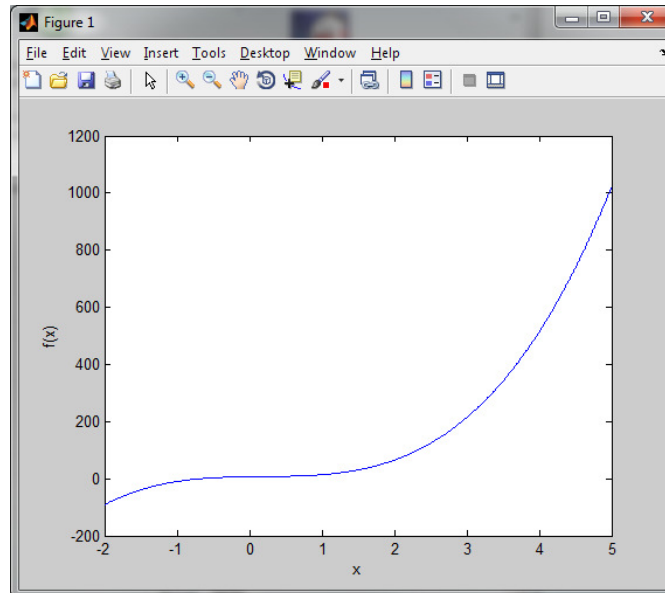 Figure 1
File Edit View Insert Tools Desktop Window Help
1200
1000
800
600
400
200
0
-200
-2 -1 0 1 2 3 4 5
f(x)
x